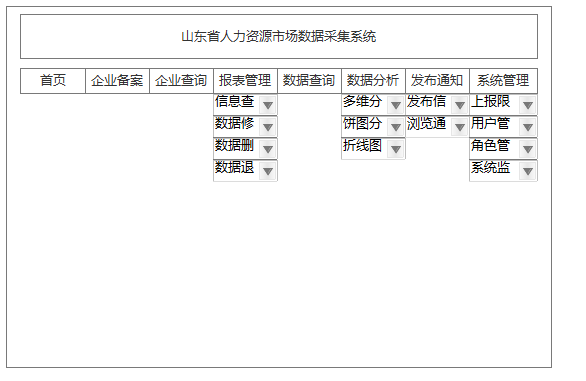 山东省人力资源市场数据采集系统
首页 企业备案 企业查询 报表管理 数据查询 数据分析 发布通知 系统管理
信息查 多维分 发布信 上报限
数据修 饼图分 浏览通 用户管
数据删 折线图 角色管
数据退 系统监